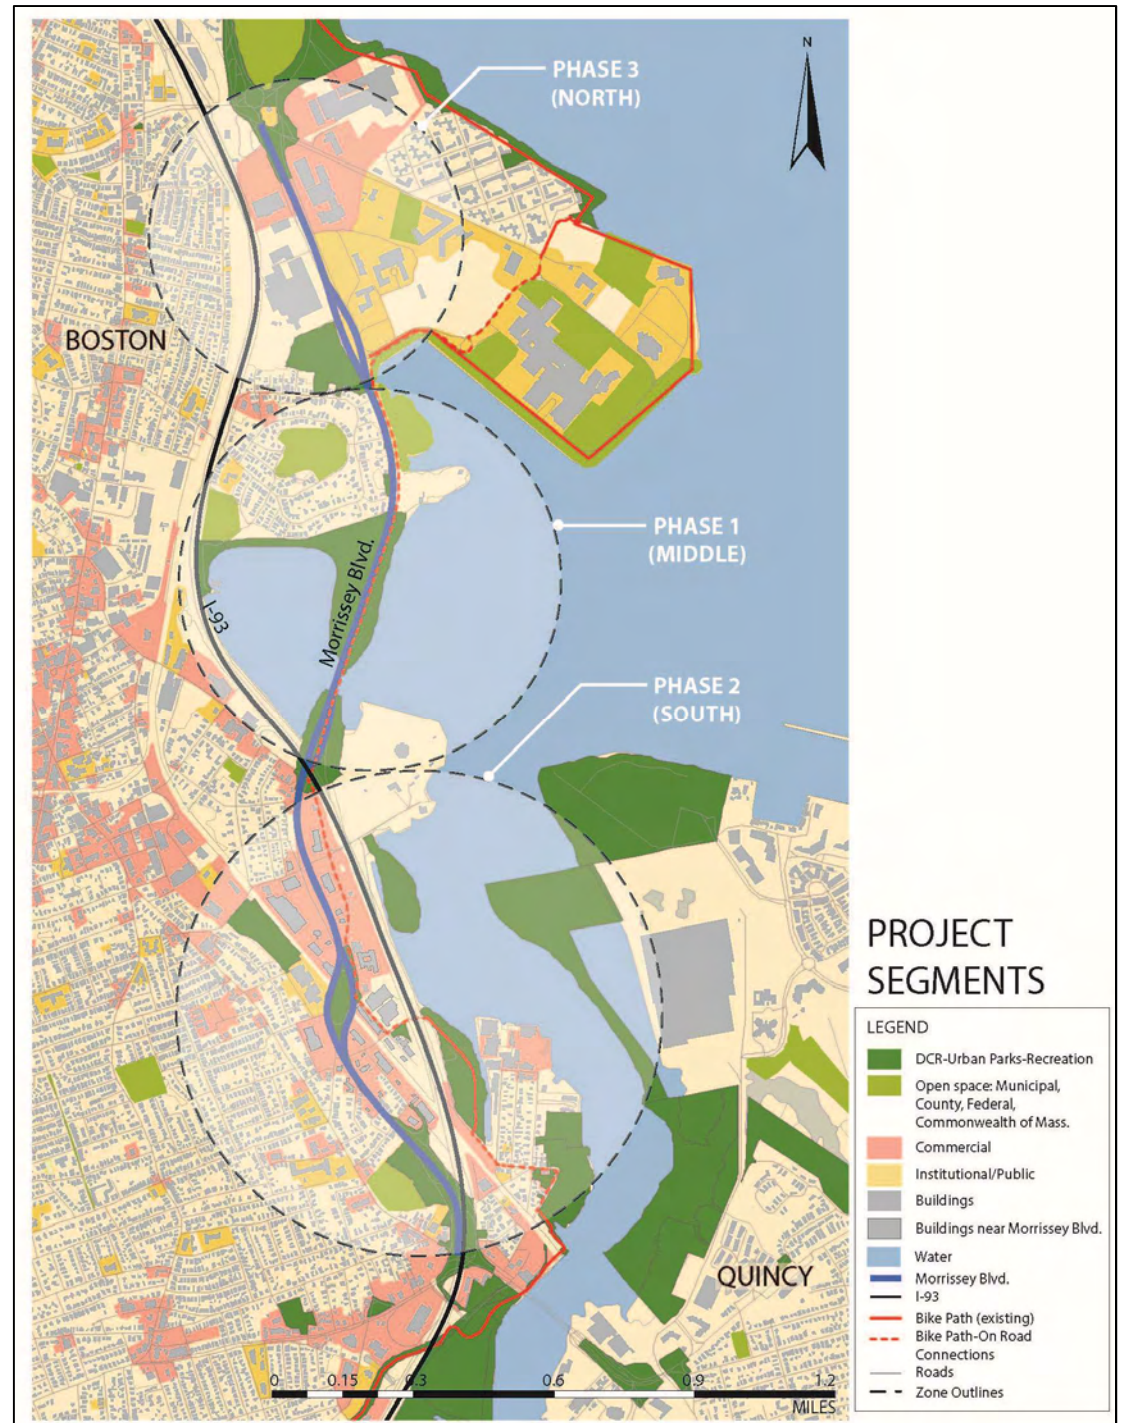 N
PHASE 3
(NORTH)
BOSTON
PHASE 1
(MIDDLE)
Morrissey Blvd.
I-93
PHASE 2
(SOUTH)
PROJECT
SEGMENTS
LEGEND
DCR-Urban Parks-Recreation
Open space: Municipal,
County, Federal,
Commonwealth of Mass.
Commercial
Institutional/Public
Buildings
Buildings near Morrissey Blvd.
Water
Morrissey Blvd.
I-93
Bike Path (existing)
Bike Path-On Road
Connections
Roads
Zone Outlines
QUINCY
0 0.15 0.3 0.6 0.9 1.2
MILES